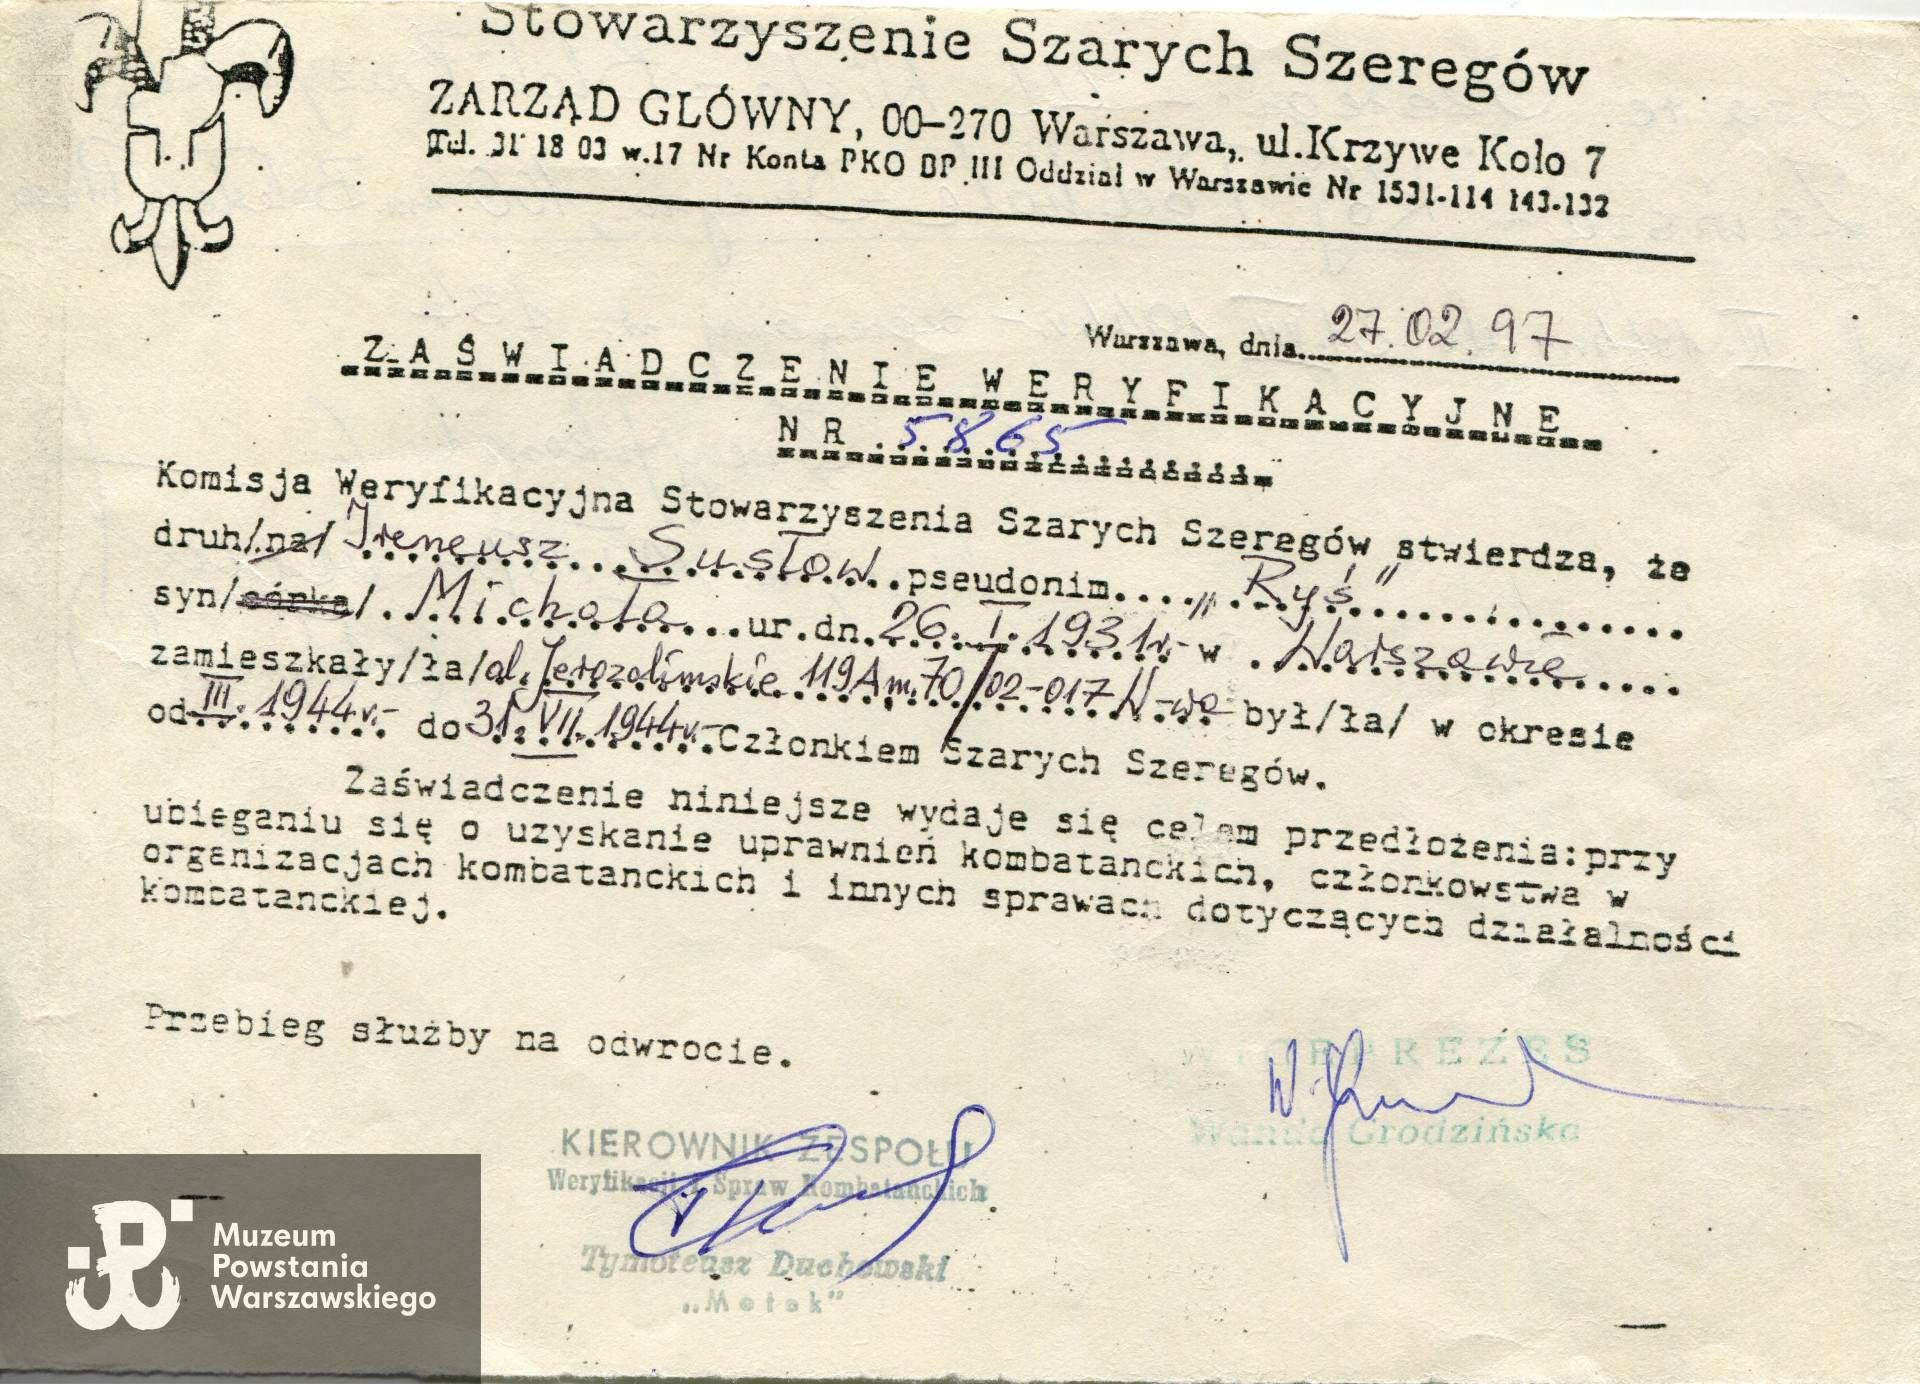 Stowarzyszenie Szarych Szeregów
ZARZĄD GŁÓWNY, 00-270 Warszawa, ul.Krzywe Koło 7
Tel. 31 18 03 w.17 Nr Konta PKO BP III Oddział w Warszawie Nr 1531-114 143-132
Warszawa, dnia 27.02.97
ZAŚWIADCZENIE WERYFIKACYJNE
NR 5865
Komisja Weryfikacyjna Stowarzyszenia Szarych Szeregów stwierdza, że
druh/na/ Ireneusz Susłow pseudonim "Ryś"
syn/córka/ Michała ur.dn. 26.I.1931r.- w Warszawie
zamieszkały/ła/ al. Jerozolimskie 119A m.70/02-017 W-wa był/ła/ w okresie
od III.1944r.- do 31.VII.1944r.- Członkiem Szarych Szeregów.
Zaświadczenie niniejsze wydaje się celem przedłożenia:przy
ubieganiu się o uzyskanie uprawnień kombatanckich, członkowstwa w
organizacjach kombatanckich i innych sprawach dotyczących działalności
kombatanckiej.
Przebieg służby na odwrocie.
WICEPREZES
Wanda Grodzińska
KIEROWNIK ZESPOŁU
Weryfikacji i Spraw Kombatanckich
Tymoteusz Duchowski
„Motek"
Muzeum
Powstania
Warszawskiego